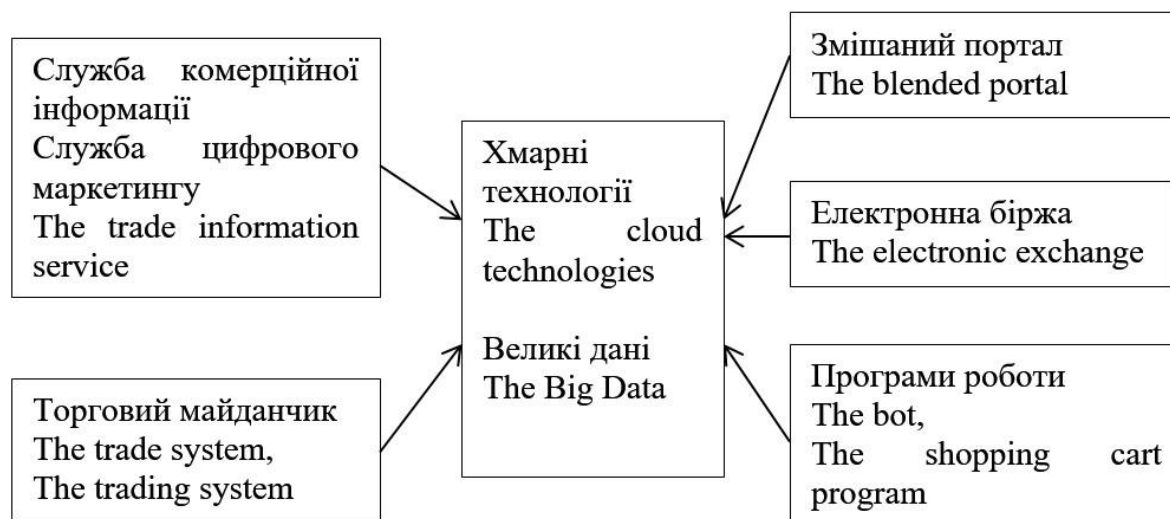 Служба комерційної
інформації
Служба цифрового
маркетингу
The trade information
service
Торговий майданчик
The trade system,
The trading system
Хмарні
технології
The cloud
technologies
Великі дані
The Big Data
Змішаний портал
The blended portal
Електронна біржа
The electronic exchange
Програми роботи
The bot,
The shopping cart
program